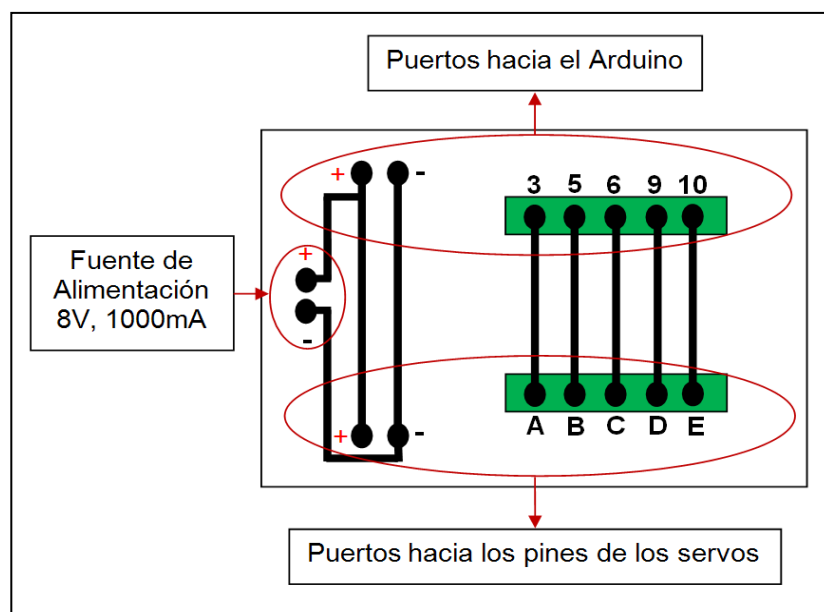 Puertos hacia el Arduino
+ -
3 5 6 9 10
Fuente de
Alimentación
8V, 1000mA
+
-
+ -
A B C D E
Puertos hacia los pines de los servos